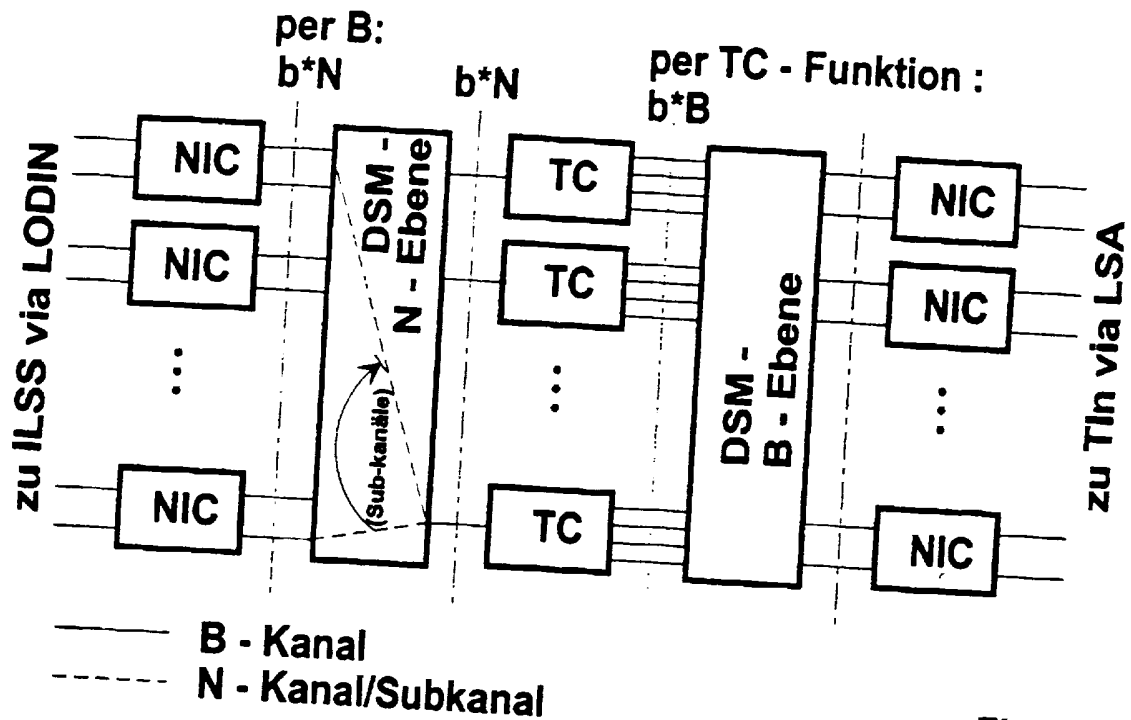 per B:
b*N
b*N
per TC - Funktion :
b*B
zu ILSS via LODIN
NIC
NIC
...
NIC
DSM -
N - Ebene
(Sub-kanäle)
TC
TC
...
TC
DSM -
B - Ebene
NIC
NIC
...
NIC
zu Tln via LSA
B - Kanal
N - Kanal/Subkanal